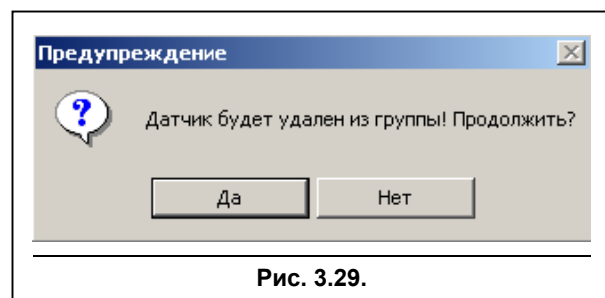 Предупреждение
Датчик будет удален из группы! Продолжить?
Да Нет
Рис. 3.29.